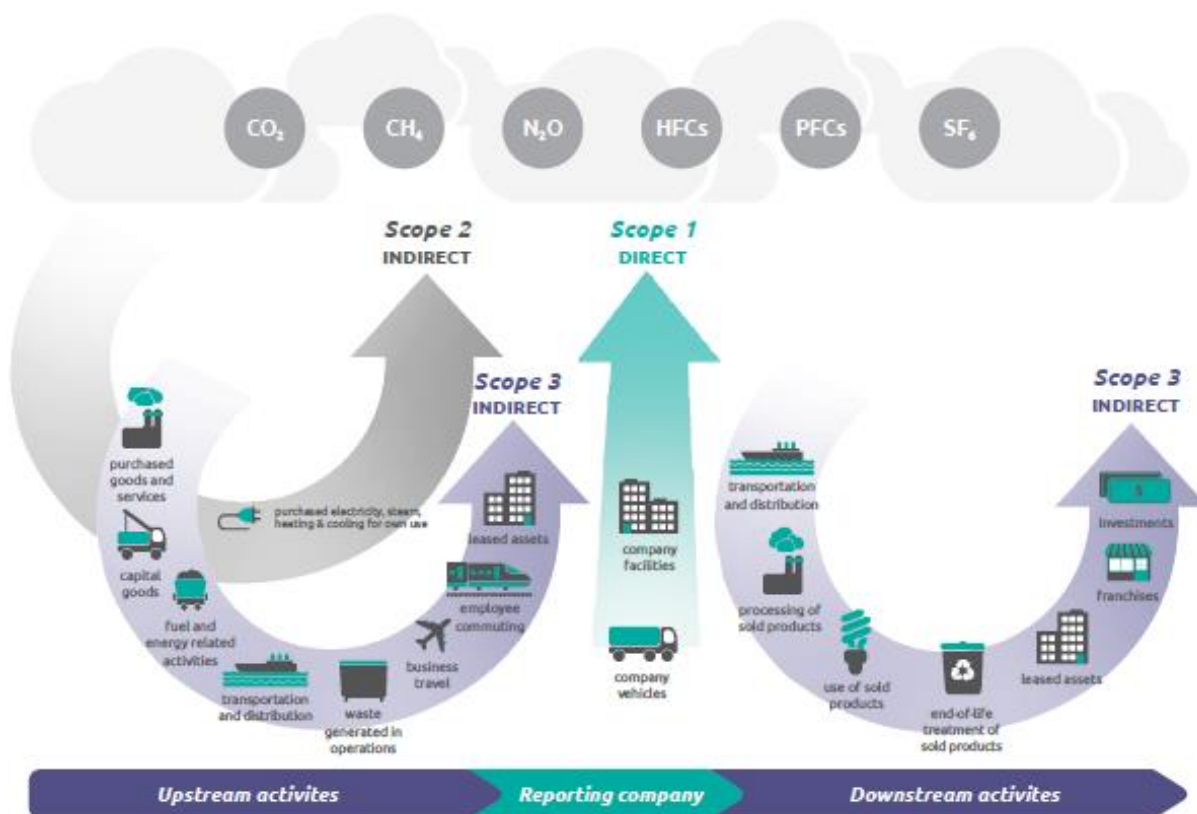 CO₂
CH₄
N₂O
HFCs
PFCs
SF₆
Scope 2
INDIRECT
Scope 1
DIRECT
Scope 3
INDIRECT
Scope 3
INDIRECT
purchased
goods and
services
capital
goods
fuel and
energy related
activities
purchased electricity, steam,
heating & cooling for own use
transportation
and distribution
waste
generated in
operations
business
travel
employee
commuting
leased assets
company
facilities
company
vehicles
transportation
and distribution
processing of
sold products
use of sold
products
end-of-life
treatment of
sold products
leased assets
franchises
$
investments
Upstream activites
Reporting company
Downstream activites